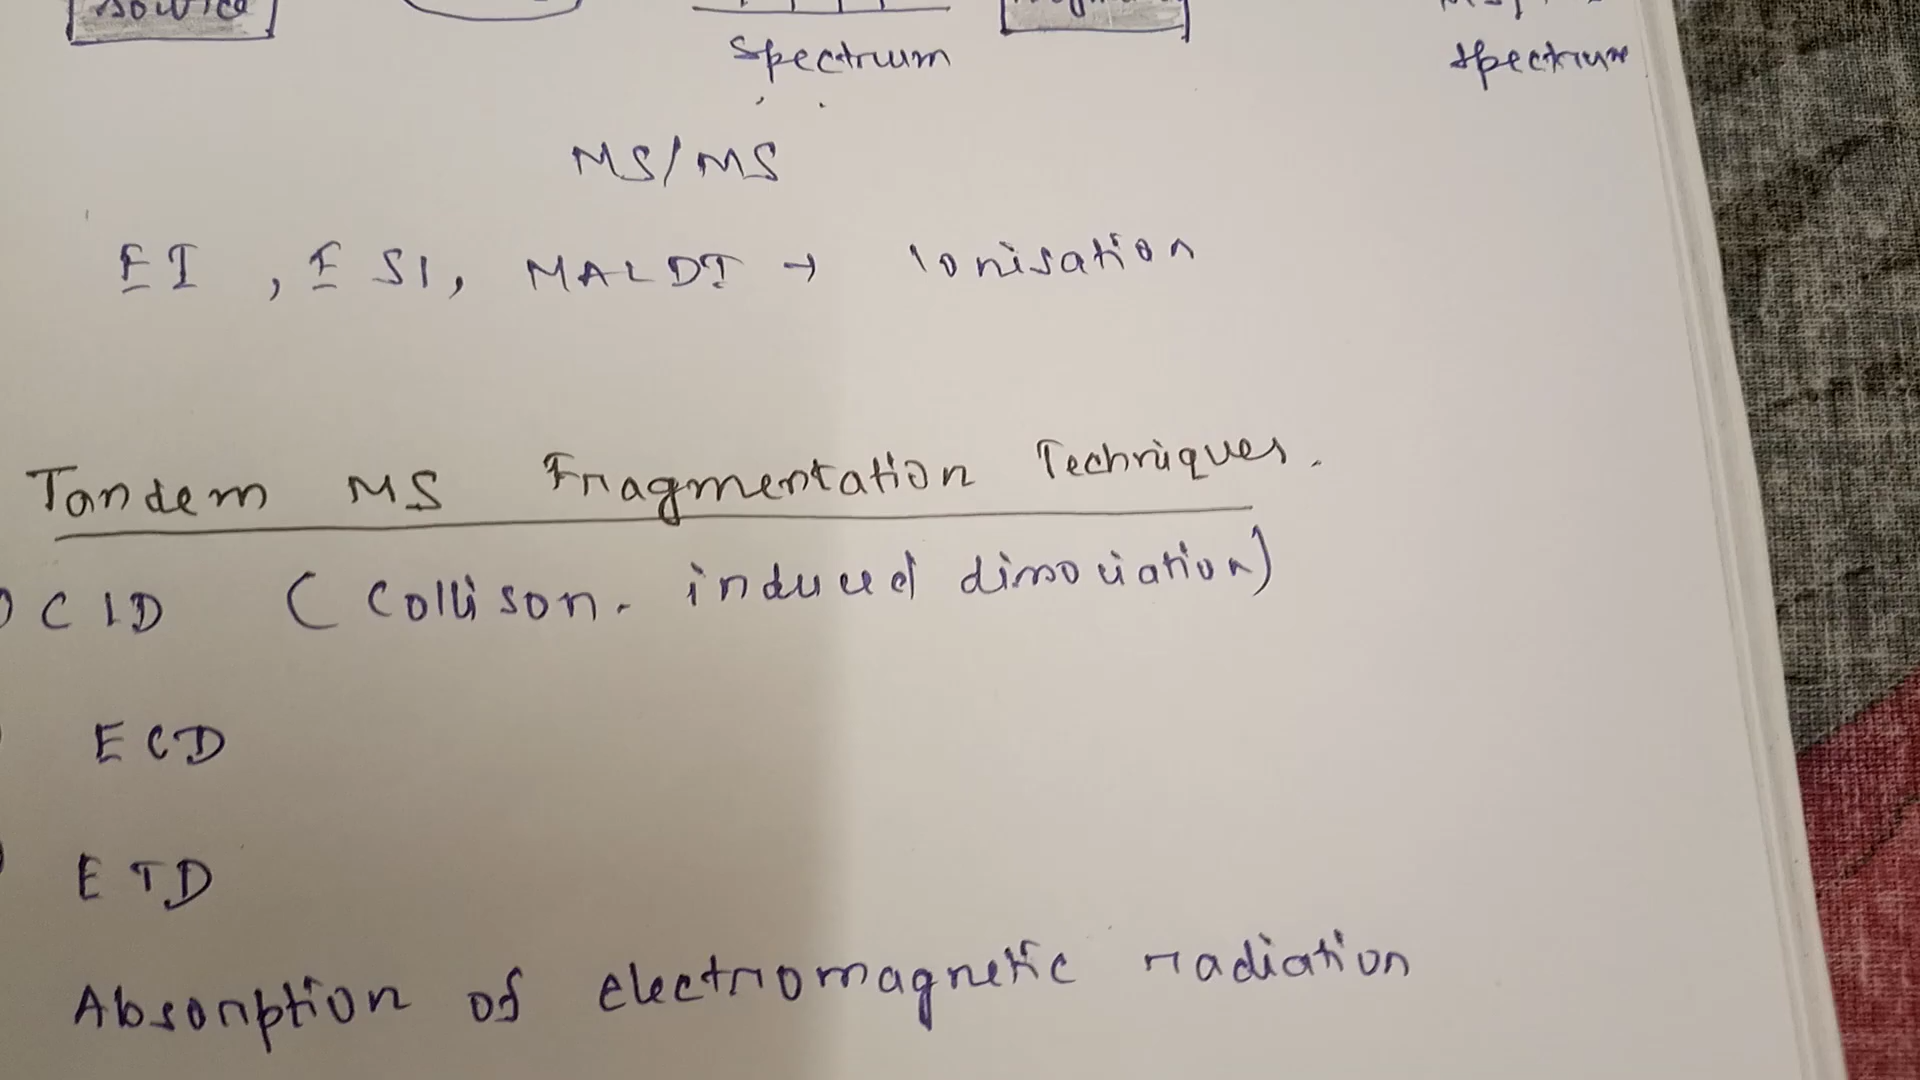 source
spectrum
spectrum
MS/MS
EI, ESI, MALDI → Ionisation
Tandem MS Fragmentation Techniques.
CID (Collison-induced dissociation)
ECD
ETD
Absorption of electromagnetic radiation